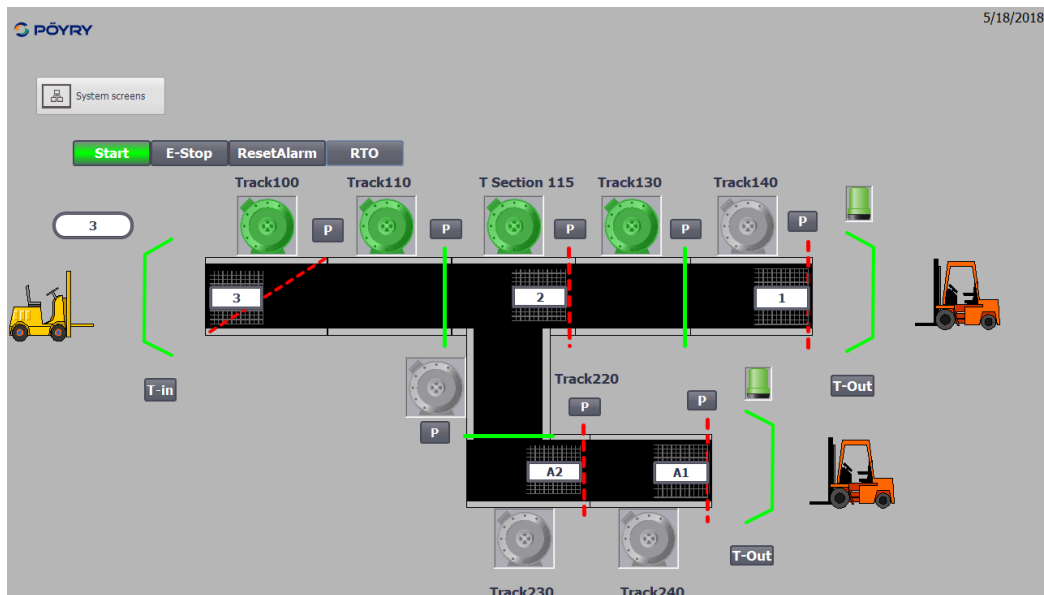 5/18/2018
PÖYRY
System screens
Start E-Stop ResetAlarm RTO
Track100 Track110 T Section 115 Track130 Track140
3 P P P P P
3 2 1
T-in T-Out
Track220
P P P
A2 A1
T-Out
Track230 Track240